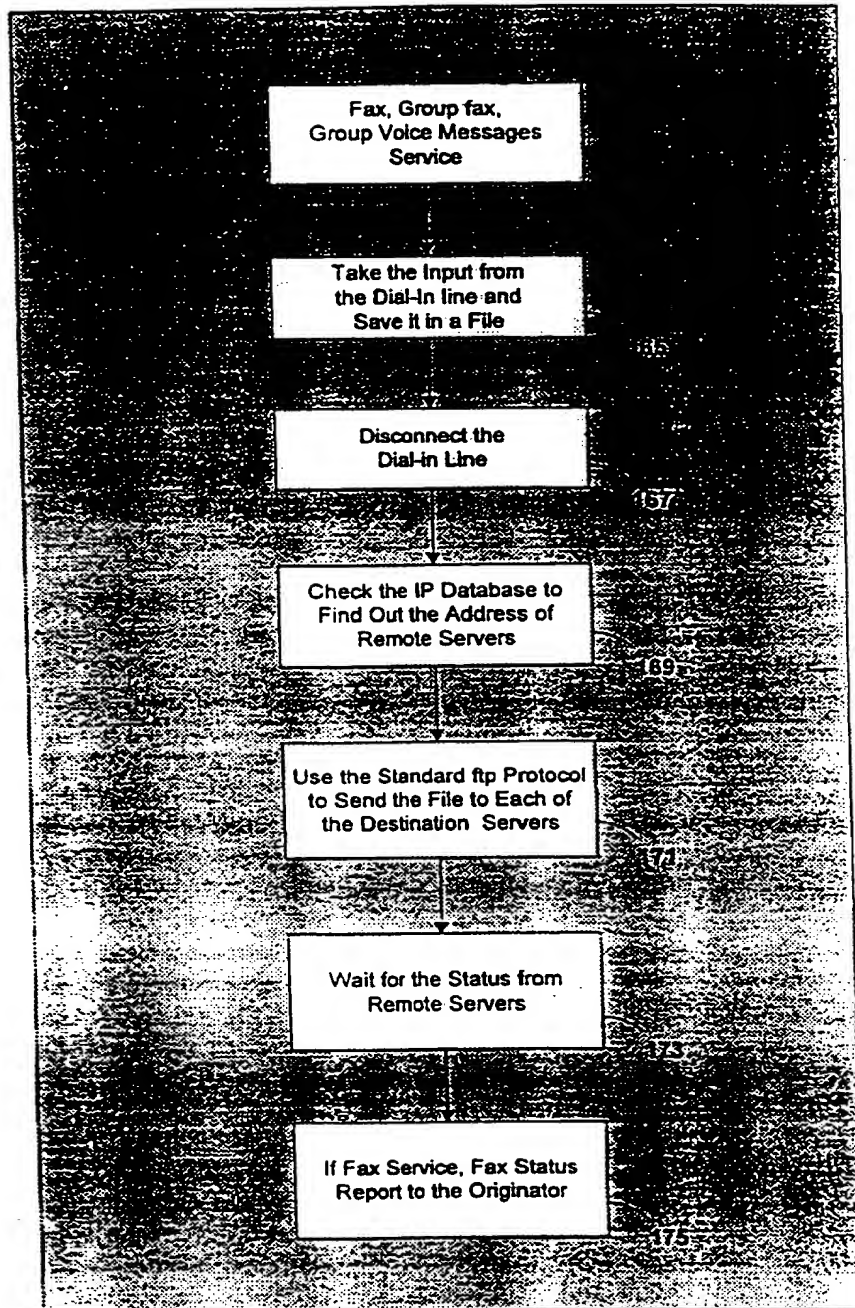 Fax, Group fax,
Group Voice Messages
Service
Take the Input from
the Dial-In line and
Save it in a File
Disconnect the
Dial-in Line
167
Check the IP Database to
Find Out the Address of
Remote Servers
169
Use the Standard ftp Protocol
to Send the File to Each of
the Destination Servers
171
Wait for the Status from
Remote Servers
173
If Fax Service, Fax Status
Report to the Originator
175